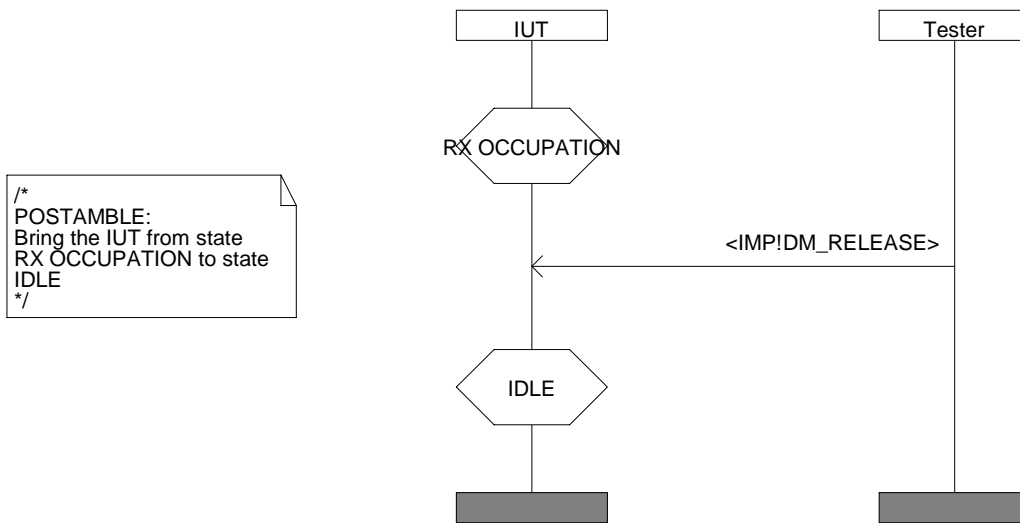 IUT
Tester
RX OCCUPATION
/*
POSTAMBLE:
Bring the IUT from state
RX OCCUPATION to state
IDLE
*/
<IMP!DM_RELEASE>
IDLE